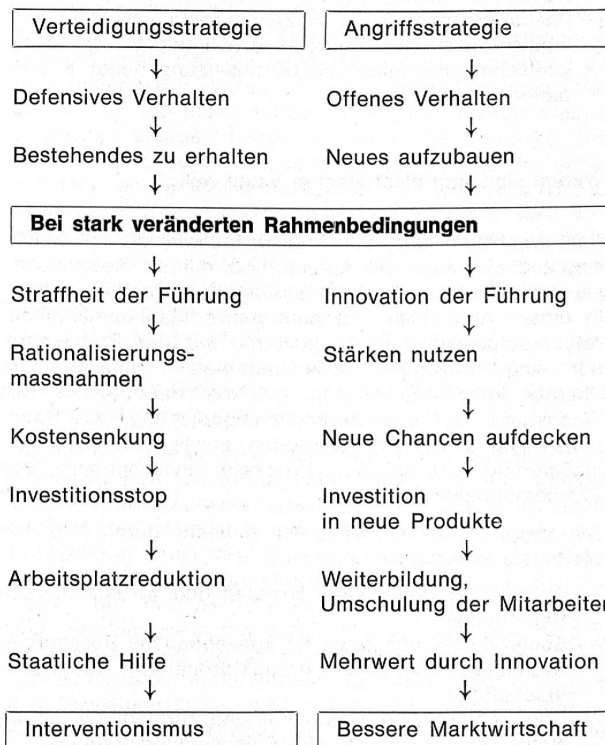 Verteidigungsstrategie
Angriffsstrategie
Defensives Verhalten
Offenes Verhalten
Bestehendes zu erhalten
Neues aufzubauen
Bei stark veränderten Rahmenbedingungen
Straffheit der Führung
Innovation der Führung
Rationalisierungs-
massnahmen
Stärken nutzen
Kostensenkung
Neue Chancen aufdecken
Investitionsstop
Investition
in neue Produkte
Arbeitsplatzreduktion
Weiterbildung,
Umschulung der Mitarbeiter
Staatliche Hilfe
Mehrwert durch Innovation
Interventionismus
Bessere Marktwirtschaft